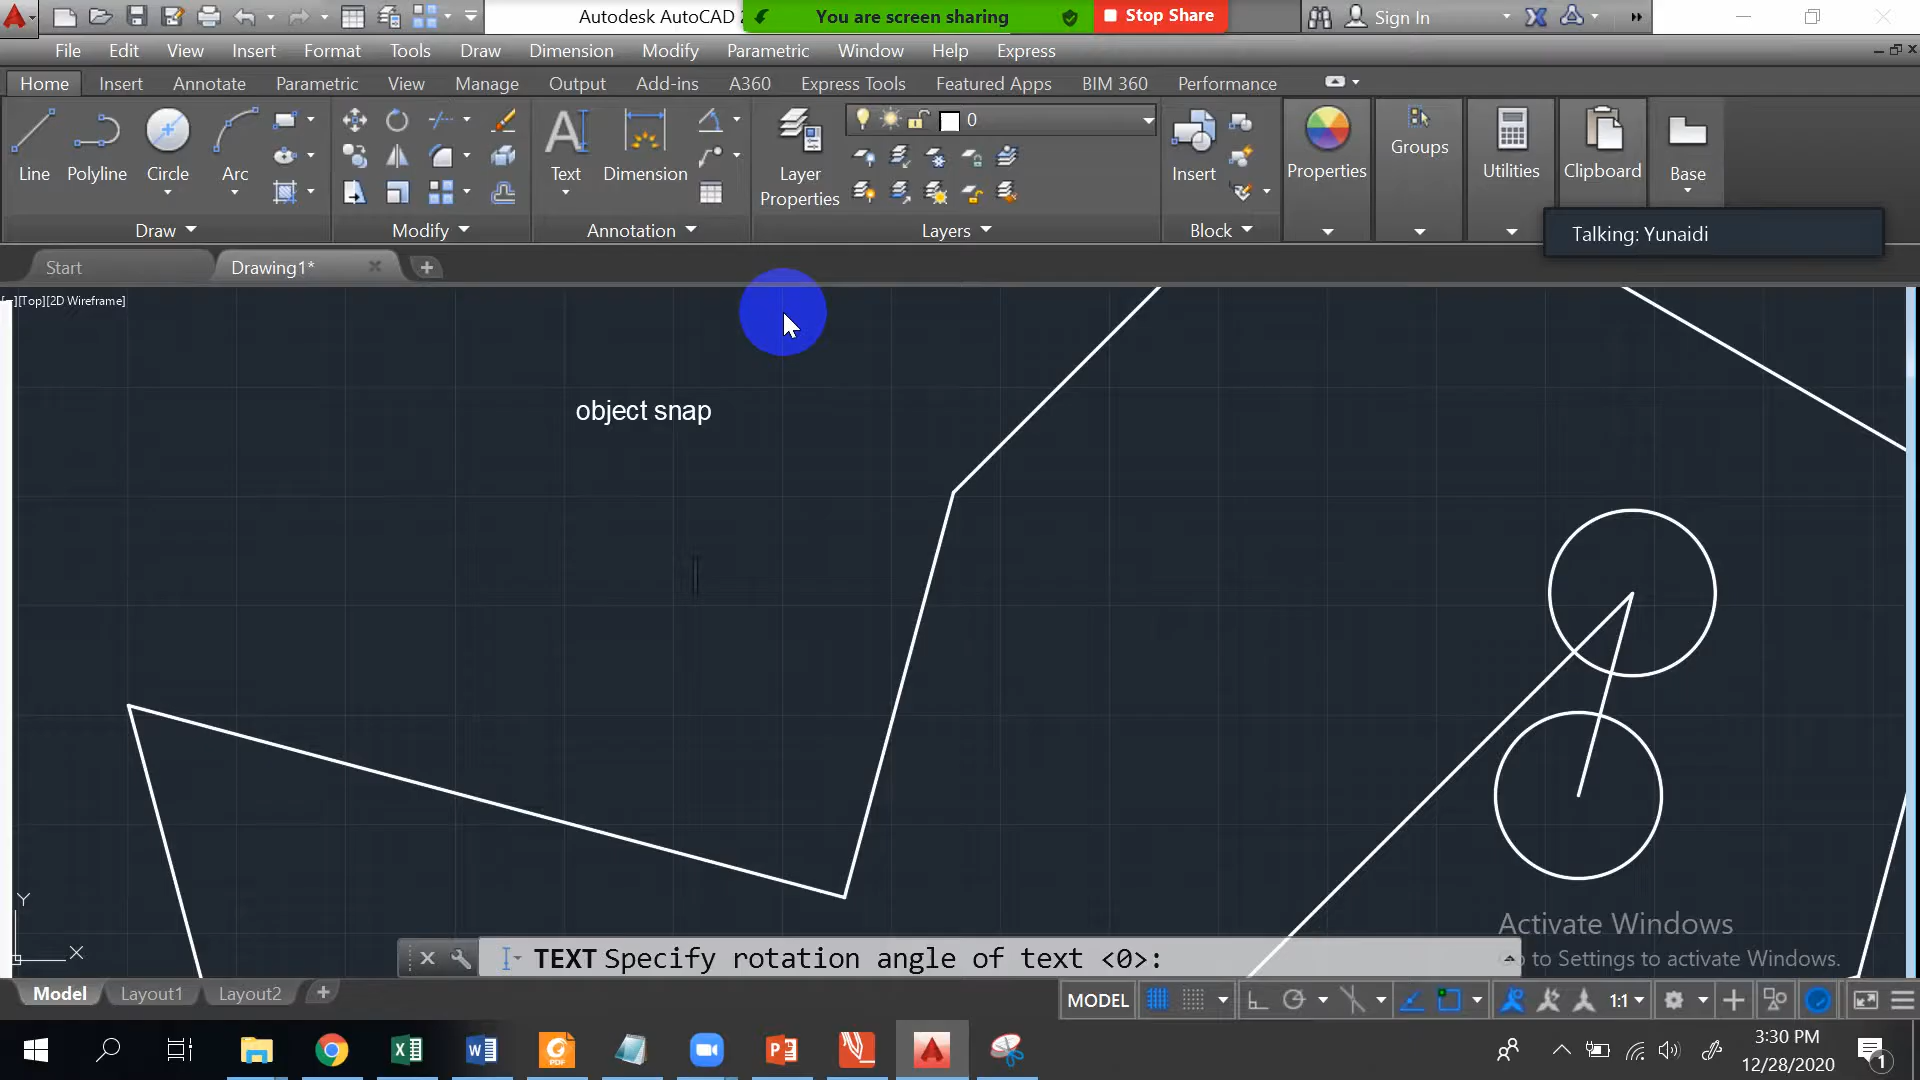 Autodesk AutoCAD 2
You are screen sharing
Stop Share
Sign In
File Edit View Insert Format Tools Draw Dimension Modify Parametric Window Help Express
Home Insert Annotate Parametric View Manage Output Add-ins A360 Express Tools Featured Apps BIM 360 Performance
0
Line Polyline Circle Arc
Text Dimension
Layer
Properties
Insert
Properties
Groups
Utilities
Clipboard
Base
Draw Modify Annotation Layers Block
Talking: Yunaidi
Start Drawing1*
[Top][2D Wireframe]
object snap
Y
X
Activate Windows
to Settings to activate Windows.
TEXT Specify rotation angle of text <0>:
Model Layout1 Layout2
MODEL
1:1
3:30 PM
12/28/2020
1